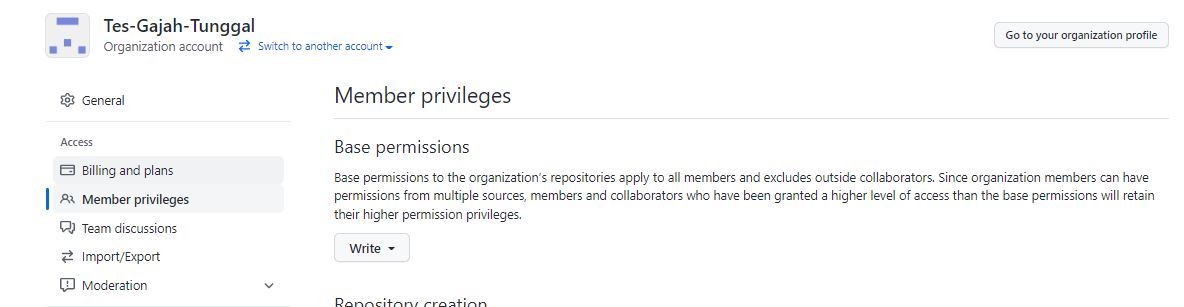 Tes-Gajah-Tunggal
Organization account
Switch to another account
Go to your organization profile
General
Access
Billing and plans
Member privileges
Team discussions
Import/Export
Moderation
Member privileges
Base permissions
Base permissions to the organization's repositories apply to all members and excludes outside collaborators. Since organization members can have
permissions from multiple sources, members and collaborators who have been granted a higher level of access than the base permissions will retain
their higher permission privileges.
Write
Repository creation